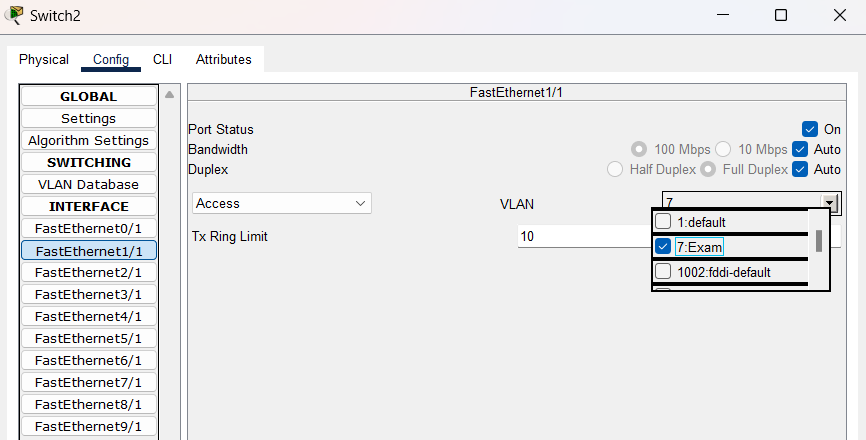 Switch2
Physical Config CLI Attributes
GLOBAL
Settings
Algorithm Settings
SWITCHING
VLAN Database
INTERFACE
FastEthernet0/1
FastEthernet1/1
FastEthernet2/1
FastEthernet3/1
FastEthernet4/1
FastEthernet5/1
FastEthernet6/1
FastEthernet7/1
FastEthernet8/1
FastEthernet9/1
FastEthernet1/1
Port Status On
Bandwidth 100 Mbps 10 Mbps Auto
Duplex Half Duplex Full Duplex Auto
Access VLAN 7
Tx Ring Limit 10
1:default
7:Exam
1002:fddi-default